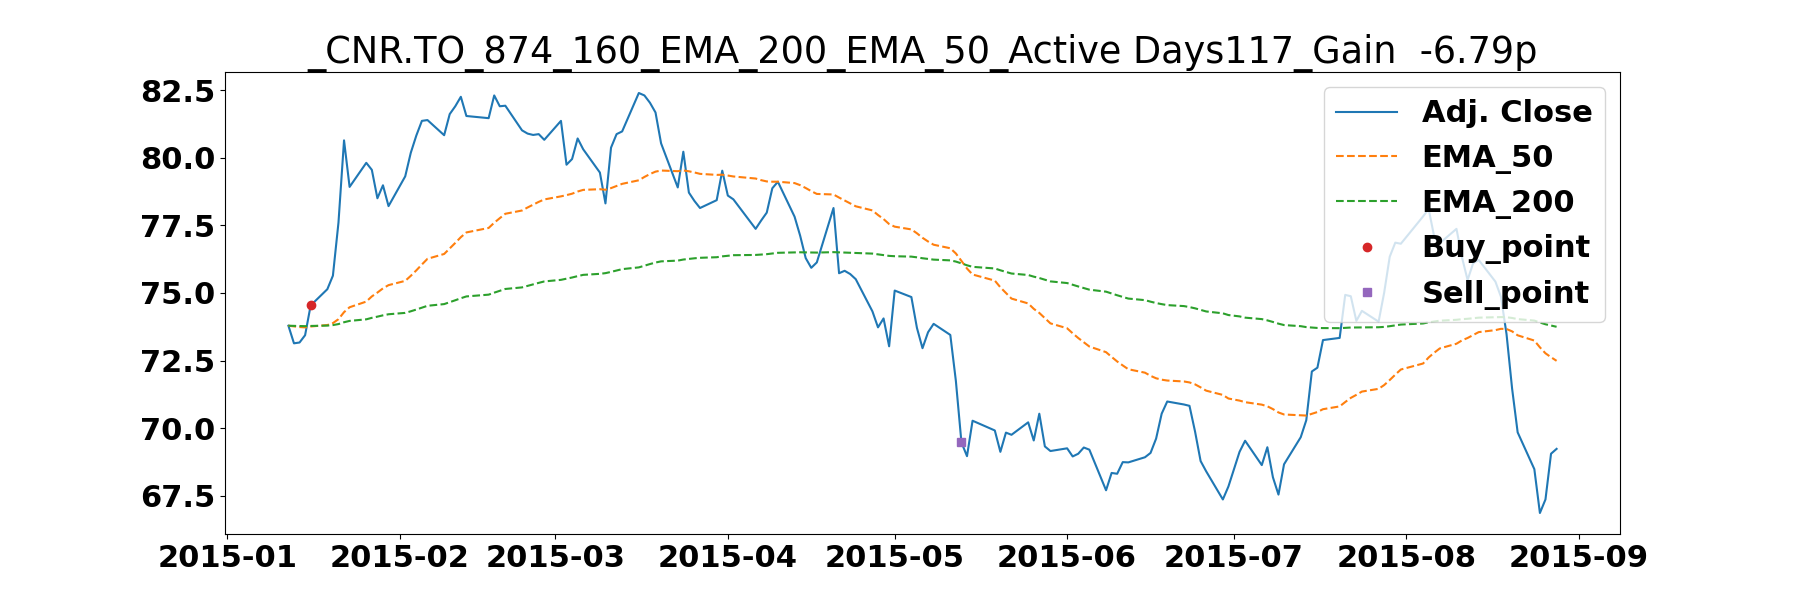 _CNR.TO_874_160_EMA_200_EMA_50_Active Days117_Gain  -6.79p
82.5
80.0
77.5
75.0
72.5
70.0
67.5
Adj. Close
EMA_50
EMA_200
Buy_point
Sell_point
2015-01 2015-02 2015-03 2015-04 2015-05 2015-06 2015-07 2015-08 2015-09